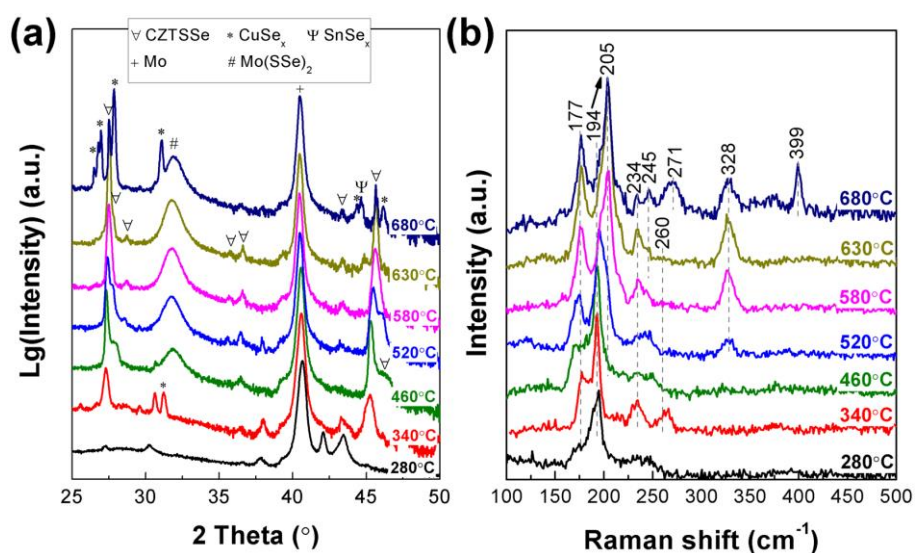 (a)
∀ CZTSSe * CuSeₓ Ψ SnSeₓ
+ Mo # Mo(SSe)₂
Lg(Intensity) (a.u.)
*
*
∀
*
∀
∀
*
#
∀
∀
+
∀
*
Ψ
∀
*
∀
680°C
630°C
580°C
520°C
460°C
340°C
280°C
*
25 30 35 40 45 50
2 Theta (°)
(b)
Intensity (a.u.)
177
194
205
234
245
260
271
328
399
680°C
630°C
580°C
520°C
460°C
340°C
280°C
100 150 200 250 300 350 400 450 500
Raman shift (cm⁻¹)